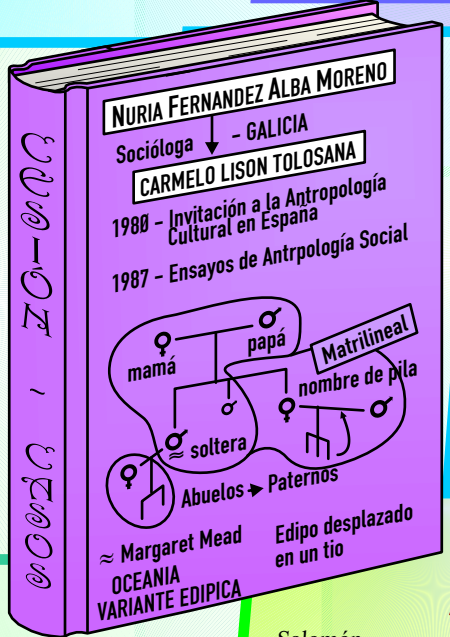 NURIA FERNANDEZ ALBA MORENO
Socióloga - GALICIA
CARMELO LISON TOLOSANA
1980 - Invitación a la Antropología
Cultural en España
1987 - Ensayos de Antrpología Social
mamá
papá
Matrilineal
nombre de pila
≈ soltera
Abuelos → Paternos
≈ Margaret Mead
OCEANIA
VARIANTE EDIPICA
Edipo desplazado
en un tio
Salomón